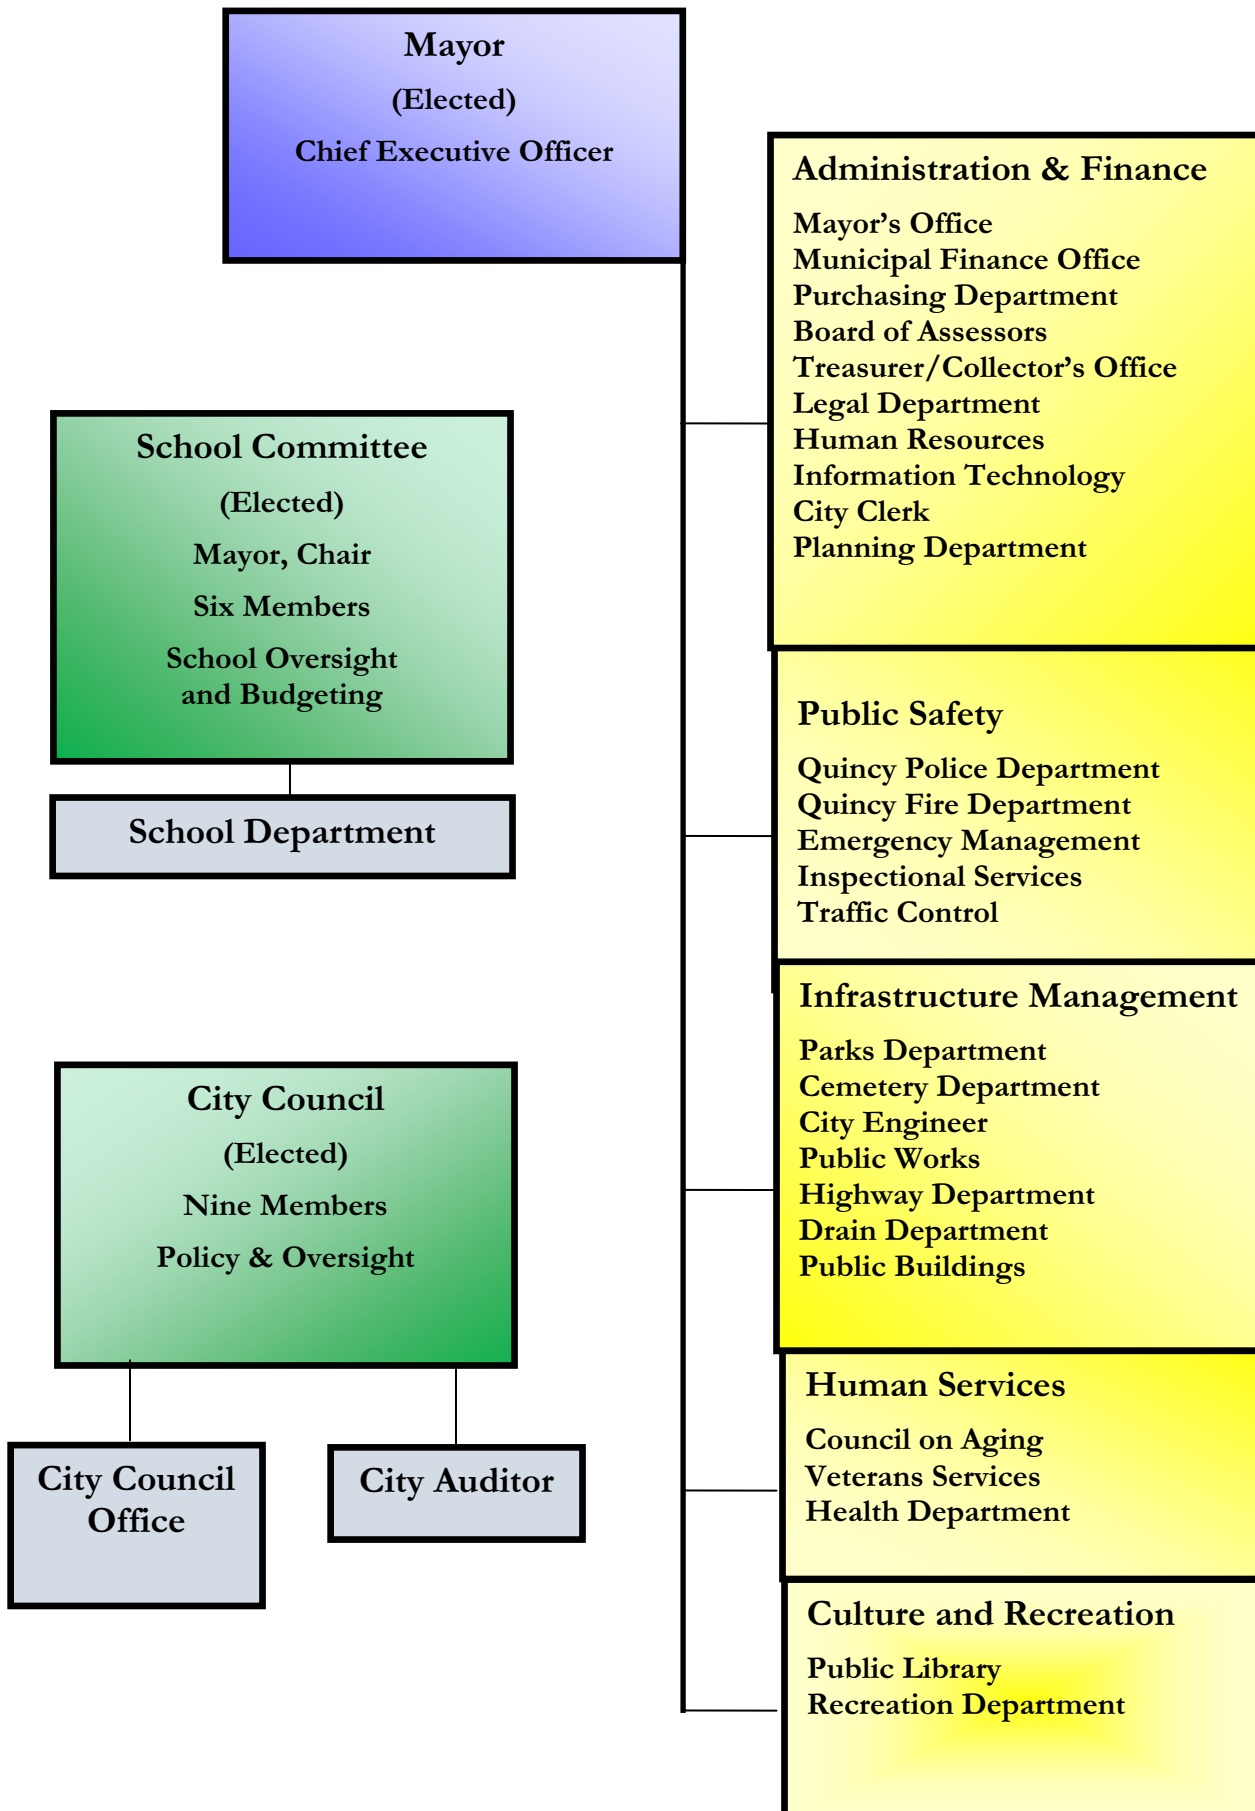 Mayor
(Elected)
Chief Executive Officer
Administration & Finance
Mayor’s Office
Municipal Finance Office
Purchasing Department
Board of Assessors
Treasurer/Collector’s Office
Legal Department
Human Resources
Information Technology
City Clerk
Planning Department
School Committee
(Elected)
Mayor, Chair
Six Members
School Oversight
and Budgeting
School Department
Public Safety
Quincy Police Department
Quincy Fire Department
Emergency Management
Inspectional Services
Traffic Control
Infrastructure Management
Parks Department
Cemetery Department
City Engineer
Public Works
Highway Department
Drain Department
Public Buildings
City Council
(Elected)
Nine Members
Policy & Oversight
City Council
Office
City Auditor
Human Services
Council on Aging
Veterans Services
Health Department
Culture and Recreation
Public Library
Recreation Department